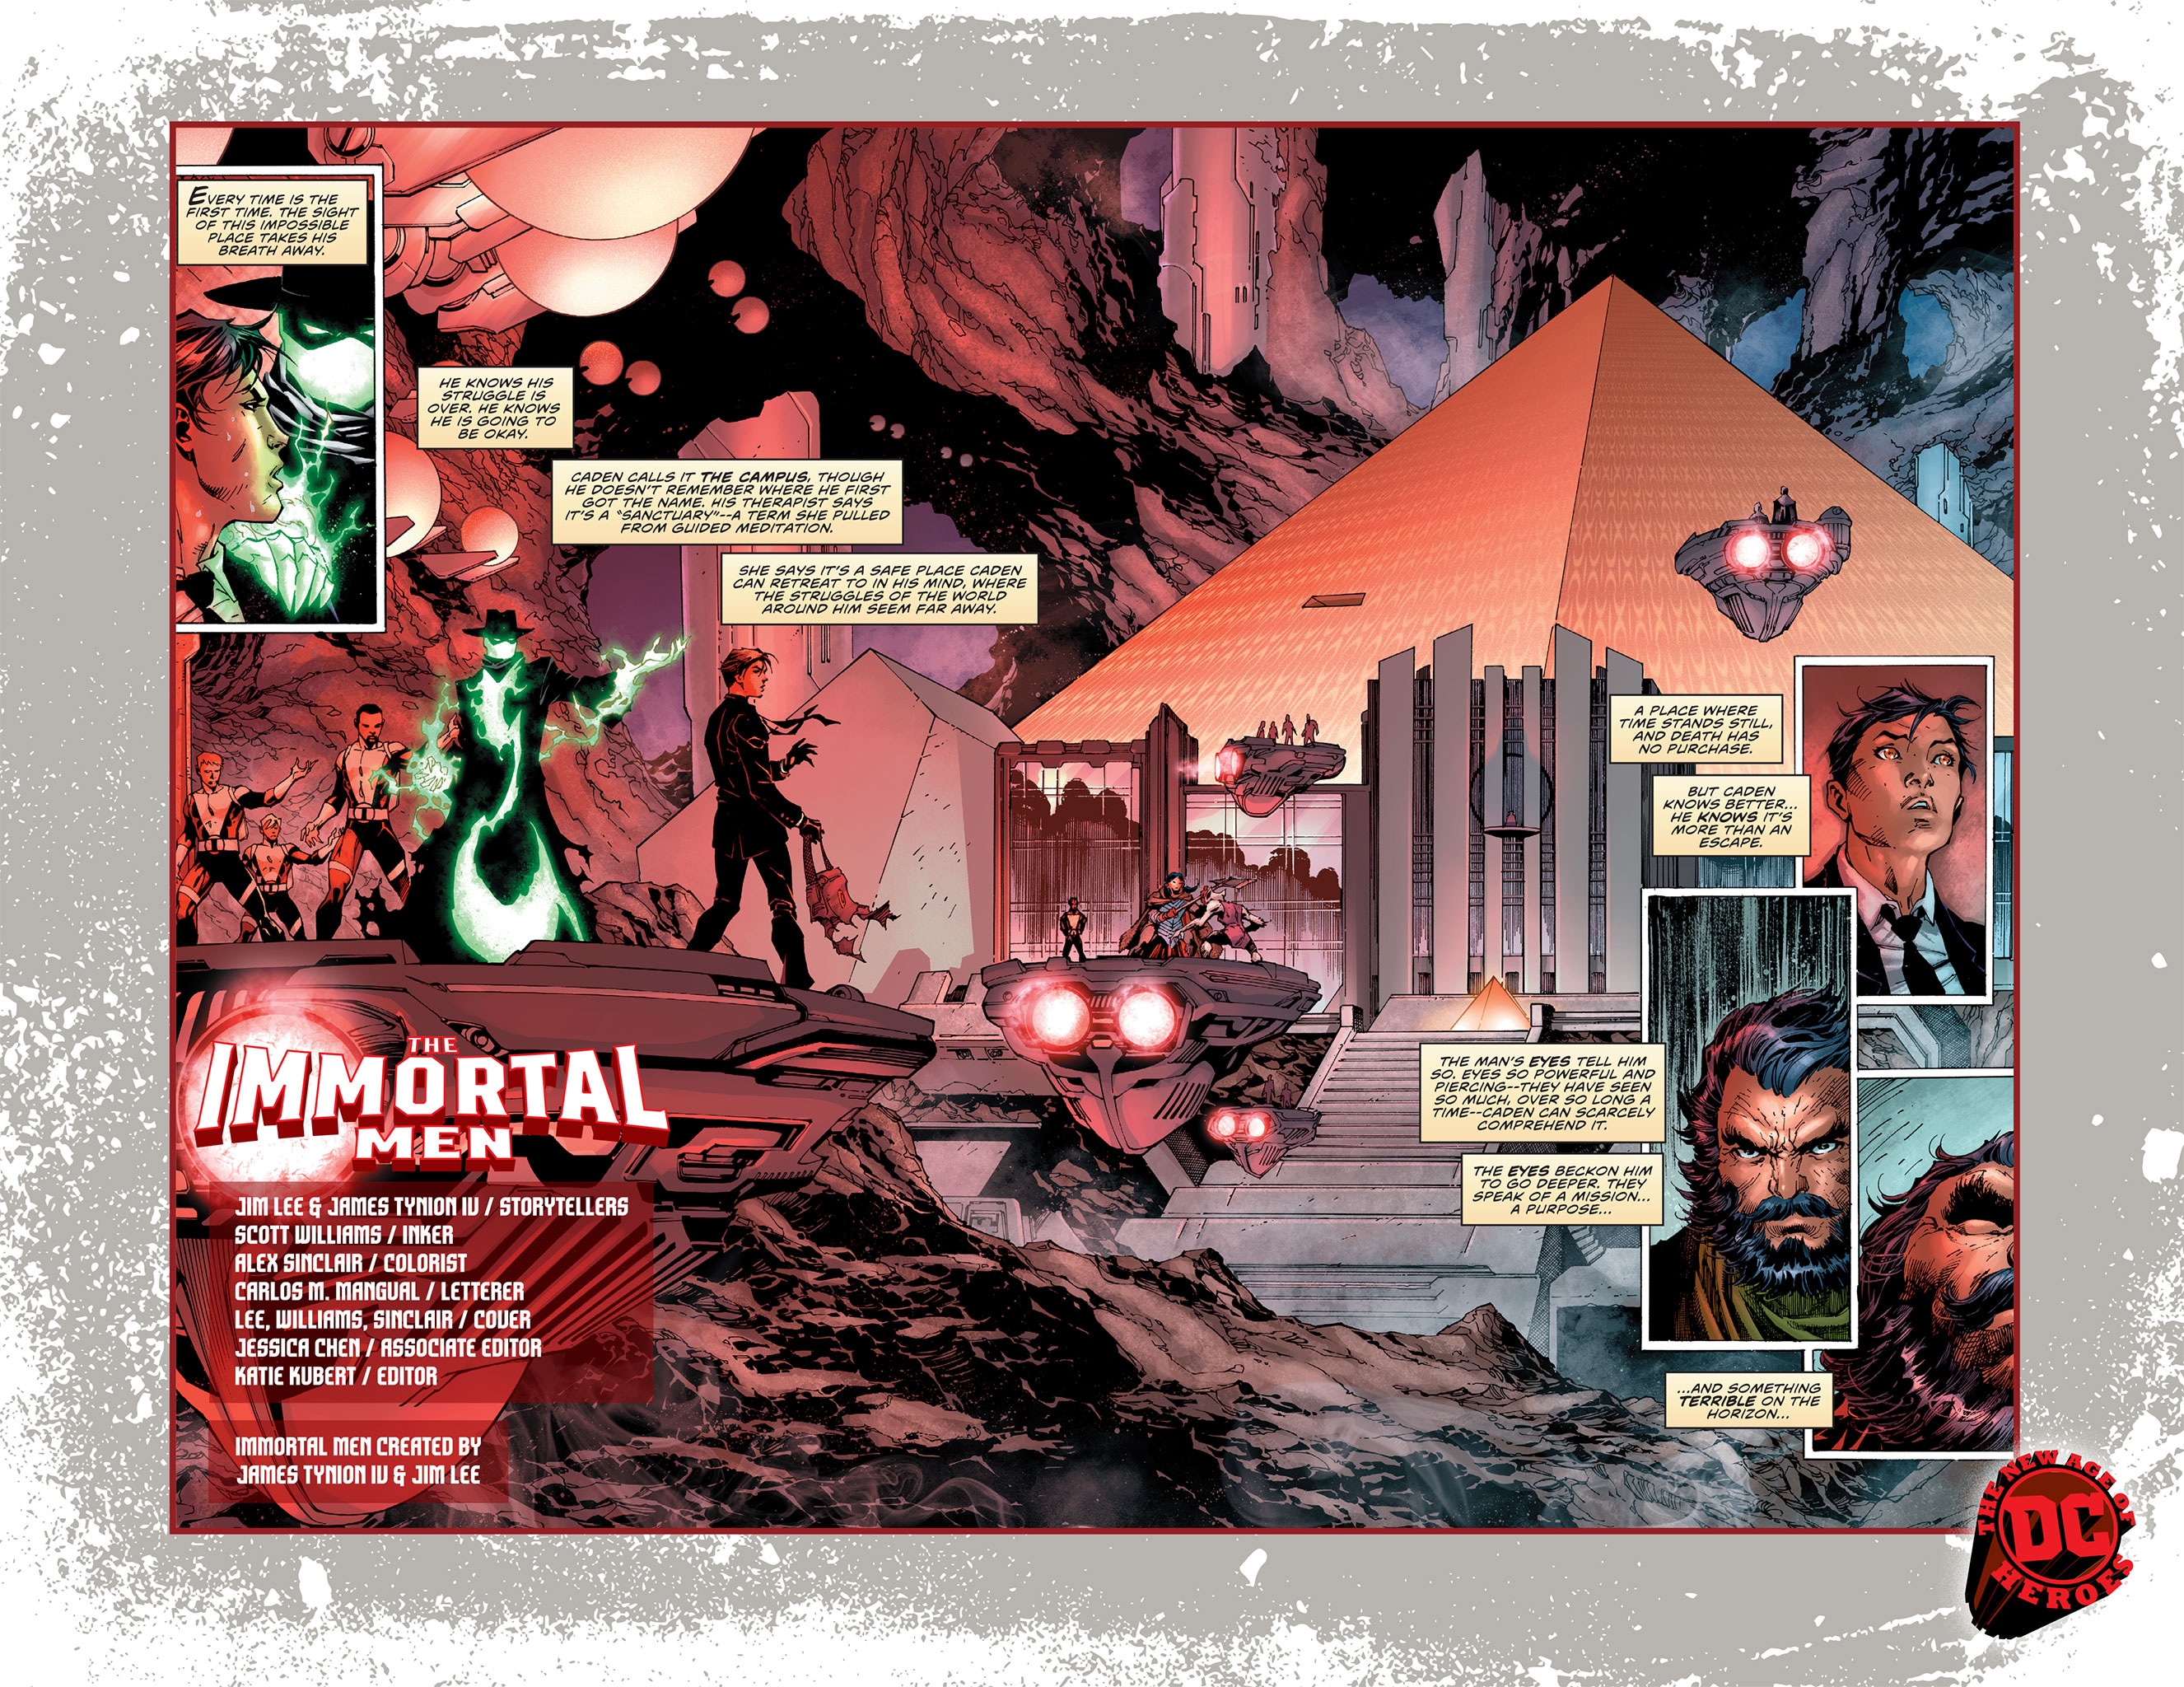 EVERY TIME IS THE
FIRST TIME. THE SIGHT
OF THIS IMPOSSIBLE
PLACE TAKES HIS
BREATH AWAY.
HE KNOWS HIS
STRUGGLE IS
OVER. HE KNOWS
HE IS GOING TO
BE OKAY.
CADEN CALLS IT THE CAMPUS, THOUGH
HE DOESN'T REMEMBER WHERE HE FIRST
GOT THE NAME. HIS THERAPIST SAYS
IT'S A "SANCTUARY"--A TERM SHE PULLED
FROM GUIDED MEDITATION.
SHE SAYS IT'S A SAFE PLACE CADEN
CAN RETREAT TO IN HIS MIND, WHERE
THE STRUGGLES OF THE WORLD
AROUND HIM SEEM FAR AWAY.
A PLACE WHERE
TIME STANDS STILL,
AND DEATH HAS
NO PURCHASE.
BUT CADEN
KNOWS BETTER...
HE KNOWS IT'S
MORE THAN AN
ESCAPE.
THE MAN'S EYES TELL HIM
SO. EYES SO POWERFUL AND
PIERCING--THEY HAVE SEEN
SO MUCH, OVER SO LONG A
TIME--CADEN CAN SCARCELY
COMPREHEND IT.
THE EYES BECKON HIM
TO GO DEEPER. THEY
SPEAK OF A MISSION...
A PURPOSE...
...AND SOMETHING
TERRIBLE ON THE
HORIZON...
THE
IMMORTAL
MEN
JIM LEE & JAMES TYNION IV / STORYTELLERS
SCOTT WILLIAMS / INKER
ALEX SINCLAIR / COLORIST
CARLOS M. MANGUAL / LETTERER
LEE, WILLIAMS, SINCLAIR / COVER
JESSICA CHEN / ASSOCIATE EDITOR
KATIE KUBERT / EDITOR
IMMORTAL MEN CREATED BY
JAMES TYNION IV & JIM LEE
THE NEW AGE OF
DC
HEROES